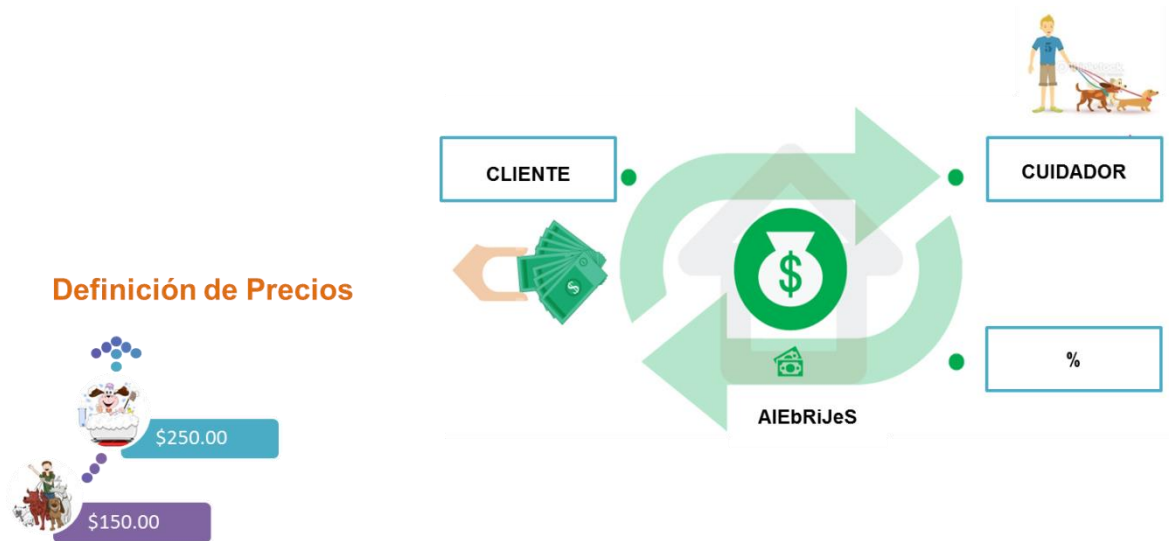 CLIENTE
CUIDADOR
Definición de Precios
$
%
AlEbRiJeS
$250.00
$150.00